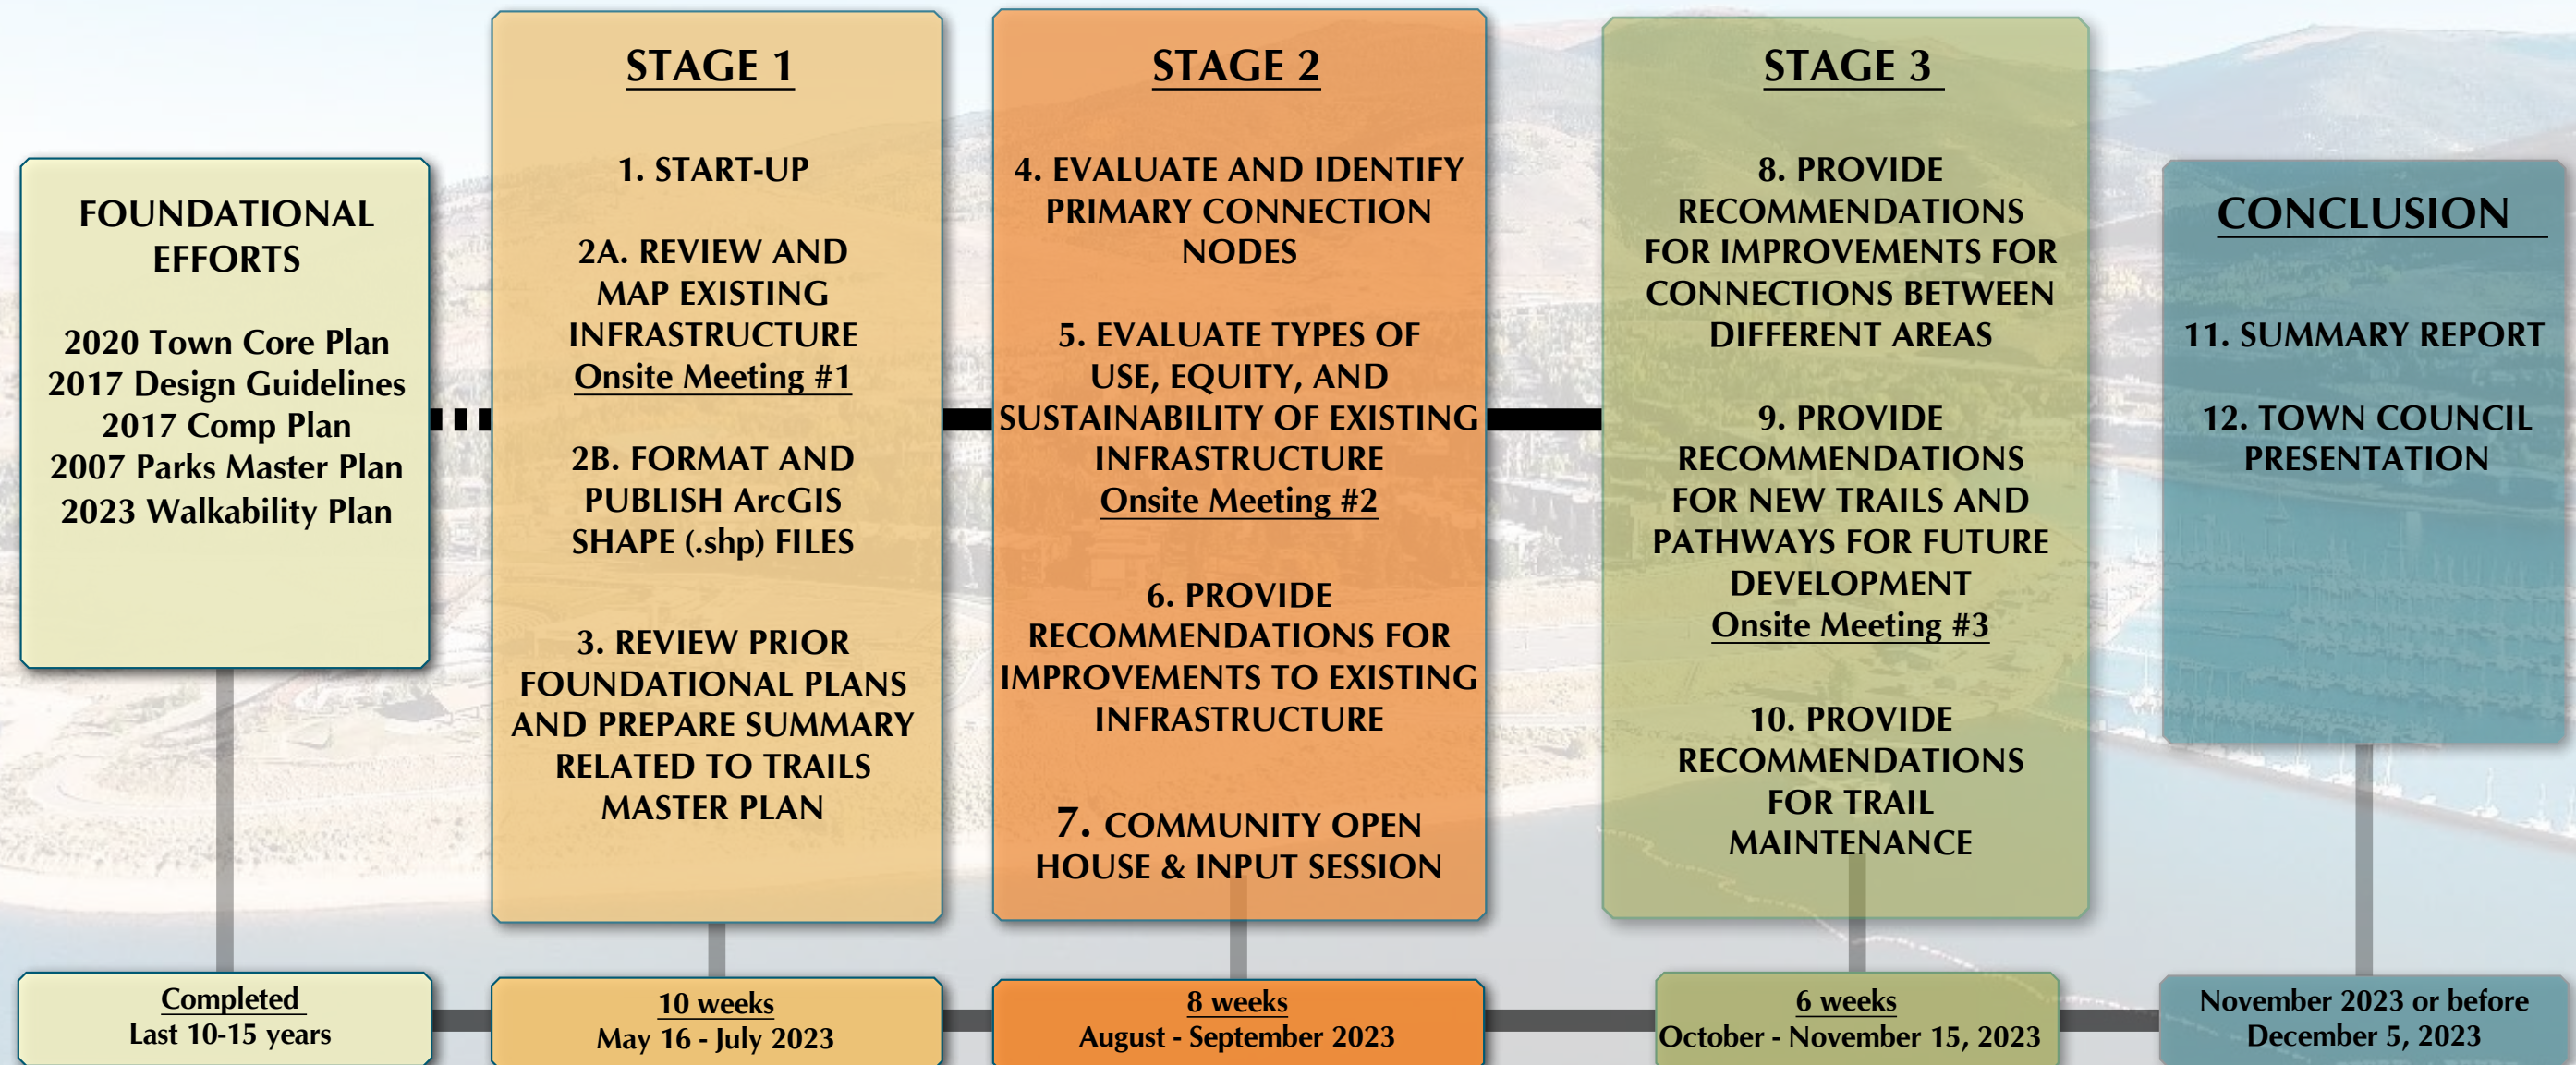 FOUNDATIONAL
EFFORTS
2020 Town Core Plan
2017 Design Guidelines
2017 Comp Plan
2007 Parks Master Plan
2023 Walkability Plan
Completed
Last 10-15 years
STAGE 1
1. START-UP
2A. REVIEW AND
MAP EXISTING
INFRASTRUCTURE
Onsite Meeting #1
2B. FORMAT AND
PUBLISH ArcGIS
SHAPE (.shp) FILES
3. REVIEW PRIOR
FOUNDATIONAL PLANS
AND PREPARE SUMMARY
RELATED TO TRAILS
MASTER PLAN
10 weeks
May 16 - July 2023
STAGE 2
4. EVALUATE AND IDENTIFY
PRIMARY CONNECTION
NODES
5. EVALUATE TYPES OF
USE, EQUITY, AND
SUSTAINABILITY OF EXISTING
INFRASTRUCTURE
Onsite Meeting #2
6. PROVIDE
RECOMMENDATIONS FOR
IMPROVEMENTS TO EXISTING
INFRASTRUCTURE
7. COMMUNITY OPEN
HOUSE & INPUT SESSION
8 weeks
August - September 2023
STAGE 3
8. PROVIDE
RECOMMENDATIONS
FOR IMPROVEMENTS FOR
CONNECTIONS BETWEEN
DIFFERENT AREAS
9. PROVIDE
RECOMMENDATIONS
FOR NEW TRAILS AND
PATHWAYS FOR FUTURE
DEVELOPMENT
Onsite Meeting #3
10. PROVIDE
RECOMMENDATIONS
FOR TRAIL
MAINTENANCE
6 weeks
October - November 15, 2023
CONCLUSION
11. SUMMARY REPORT
12. TOWN COUNCIL
PRESENTATION
November 2023 or before
December 5, 2023